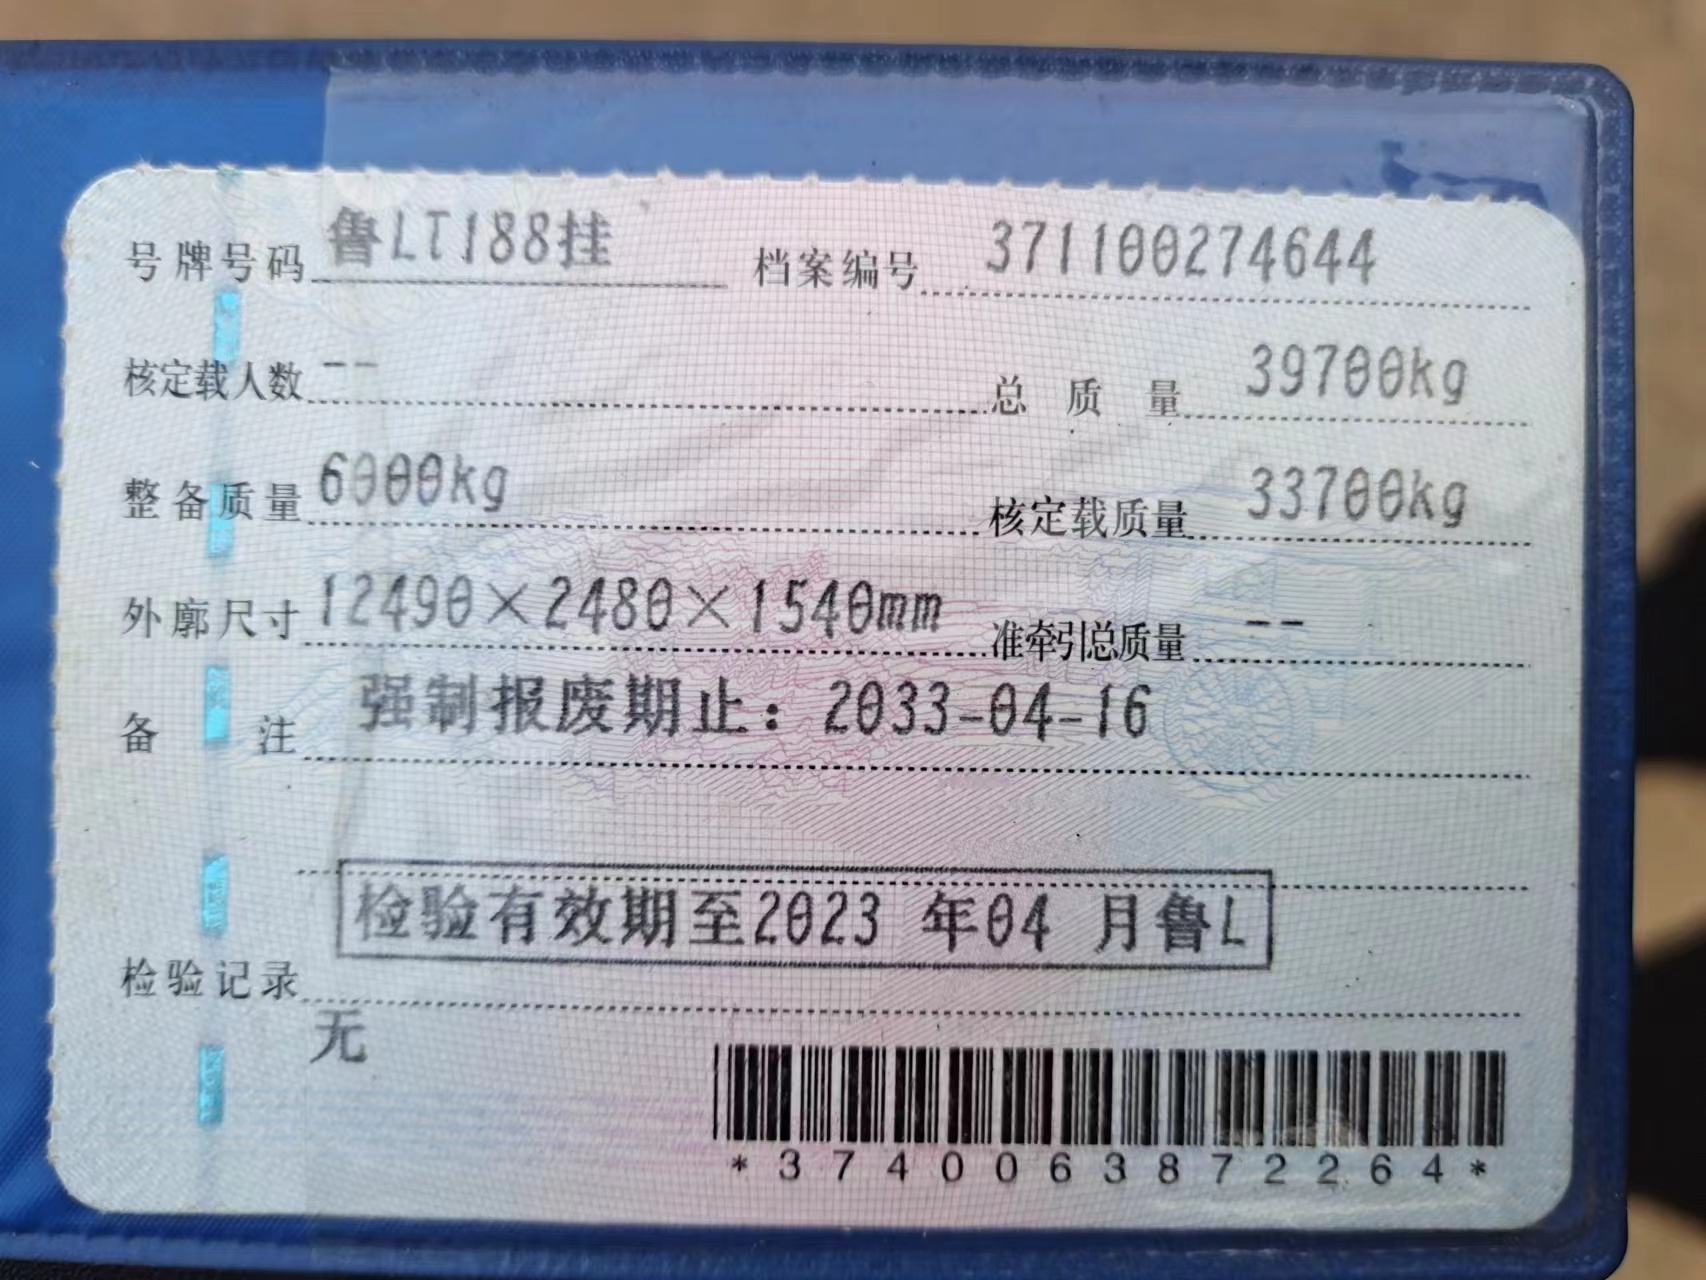 号牌号码 鲁LT188挂 档案编号 371100274644
核定载人数 -- 总质量 39700kg
整备质量 6000kg 核定载质量 33700kg
外廓尺寸 12490×2480×1540mm 准牵引总质量 --
备注 强制报废期止：2033-04-16
检验有效期至2023 年04 月鲁L
检验记录
无
*3740063872264*